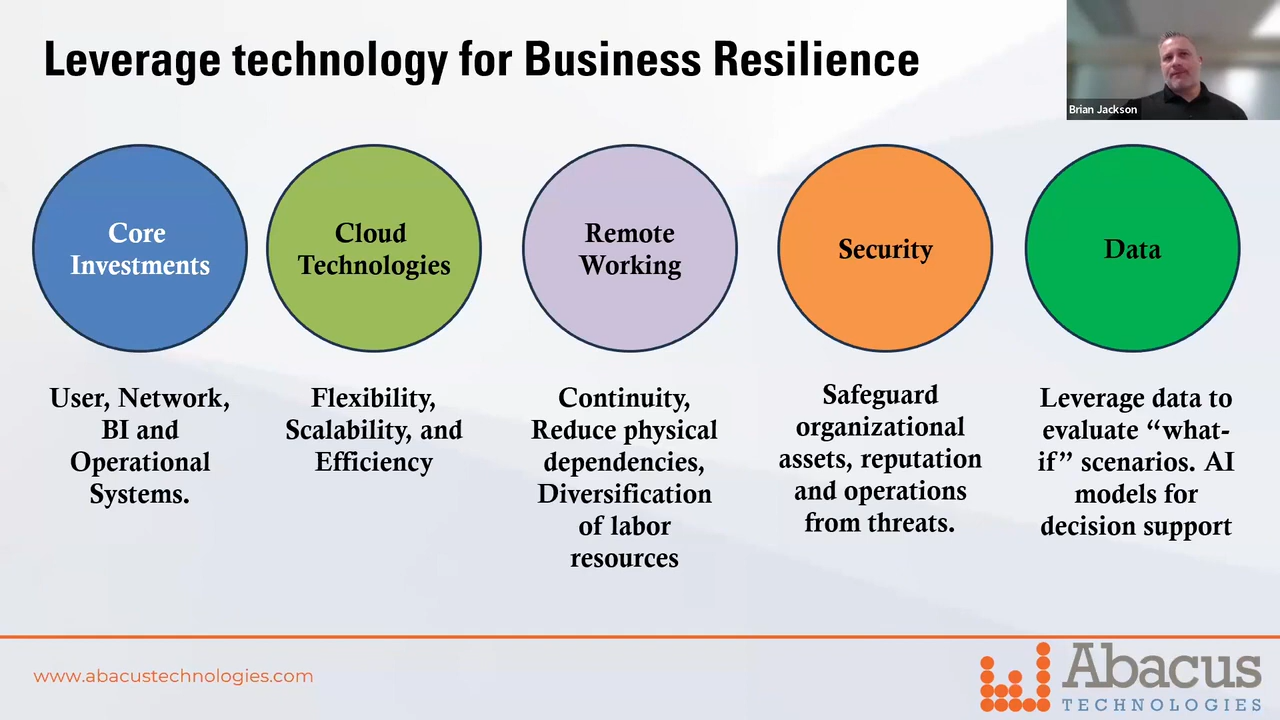 Leverage technology for Business Resilience
Brian Jackson
Core
Investments
Cloud
Technologies
Remote
Working
Security
Data
User, Network,
BI and
Operational
Systems.
Flexibility,
Scalability, and
Efficiency
Continuity,
Reduce physical
dependencies,
Diversification
of labor
resources
Safeguard
organizational
assets, reputation
and operations
from threats.
Leverage data to
evaluate “what-
if” scenarios. AI
models for
decision support
www.abacustechnologies.com
Abacus
TECHNOLOGIES